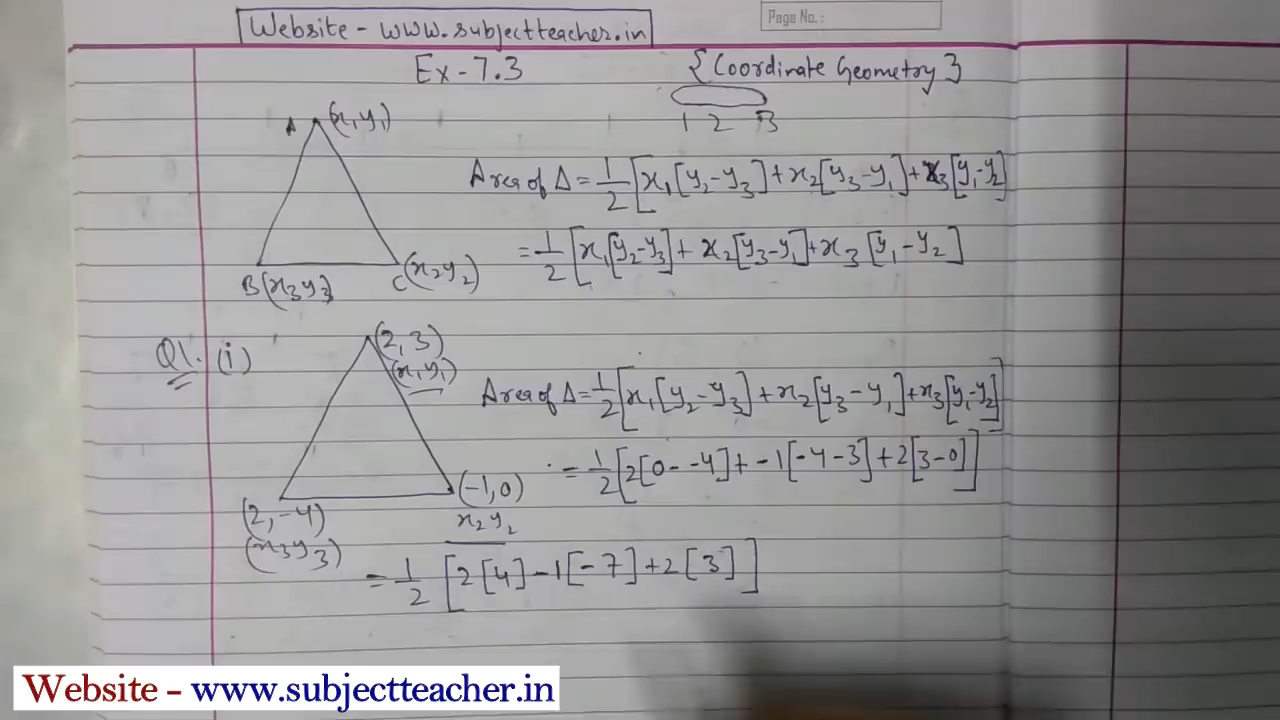 Website - www.subjectteacher.in
Page No.:
Ex-7.3
{Coordinate Geometry}
1 2 3
A (x₁y₁)
Area of Δ = 1/2 [x₁[y₂-y₃]+x₂[y₃-y₁]+x₃[y₁-y₂]
= 1/2 [x₁[y₂-y₃]+x₂[y₃-y₁]+x₃[y₁-y₂]
B(x₃y₃) C(x₂y₂)
Q1. (i) (2,3)
(x₁y₁)
Area of Δ = 1/2 [x₁[y₂-y₃]+x₂[y₃-y₁]+x₃[y₁-y₂]]
= 1/2 [2[0--4]+-1[-4-3]+2[3-0]]
(2,-4) (-1,0)
(x₃y₃) x₂y₂
= 1/2 [2[4]-1[-7]+2[3]]
Website - www.subjectteacher.in